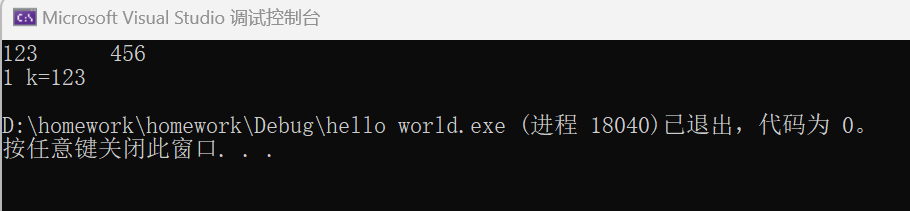 Microsoft Visual Studio 调试控制台
123      456
1 k=123
D:\homework\homework\Debug\hello world.exe (进程 18040)已退出，代码为 0。
按任意键关闭此窗口. . .